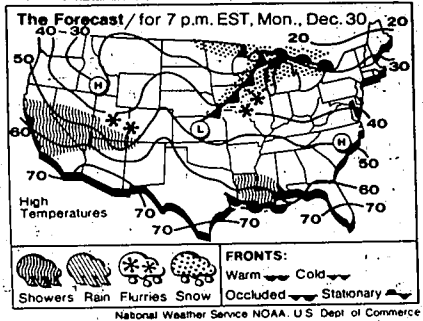 The Forecast/ for 7 p.m. EST, Mon., Dec. 30
40 30 20 20
50 30
H
L 40
60 H 50
70 60
High 70 70 70
Temperatures 70 70
Showers Rain Flurries Snow
FRONTS:
Warm Cold
Occluded Stationary
National Weather Service NOAA. U S Dept of Commerce